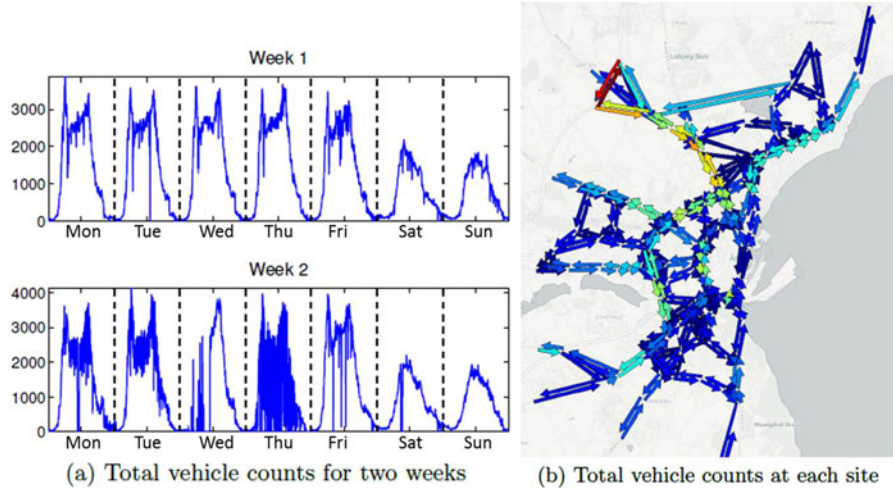 Week 1
3000
2000
1000
0
Mon Tue Wed Thu Fri Sat Sun
Week 2
4000
3000
2000
1000
0
Mon Tue Wed Thu Fri Sat Sun
(a) Total vehicle counts for two weeks
(b) Total vehicle counts at each site